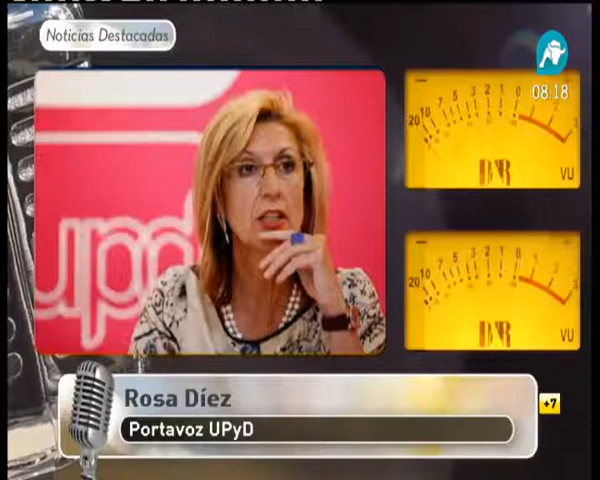 Noticias Destacadas
08:18
20 10 7 5 3 2 1 0 1 2 3
VU
upd
20 10 7 5 3 2 1 0 1 2 3
VU
Rosa Díez
+7
Portavoz UPyD